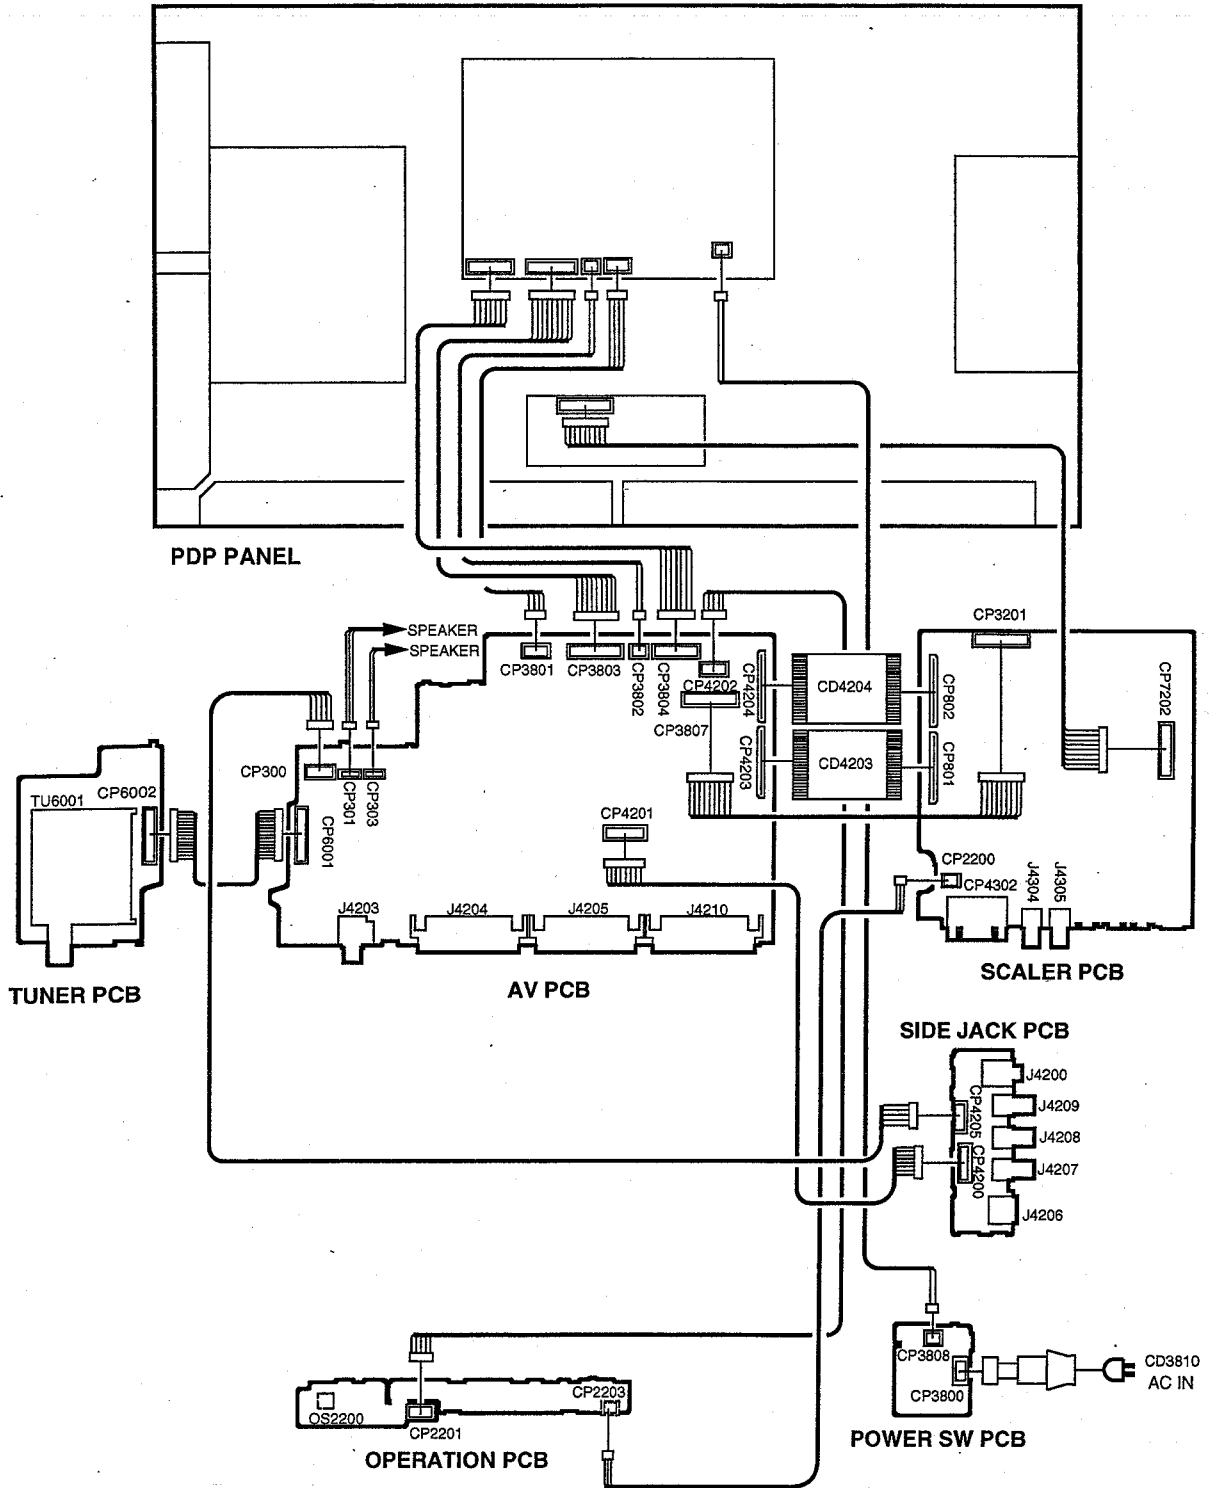 PDP PANEL
CP3201
SPEAKER
SPEAKER
CP3801
CP3803
CP3802
CP3804
CP4202
CP4204
CD4204
CP802
CP7202
CP3807
CP4203
CD4203
CP801
CP300
CP301
CP303
TU6001
CP6002
CP6001
CP4201
CP2200
CP4302
J4304
J4305
J4203
J4204
J4205
J4210
TUNER PCB
AV PCB
SCALER PCB
SIDE JACK PCB
J4200
CP4205
J4209
J4208
CP4200
J4207
J4206
CP3808
CD3810
AC IN
CP3800
POWER SW PCB
CP2203
OS2200
CP2201
OPERATION PCB